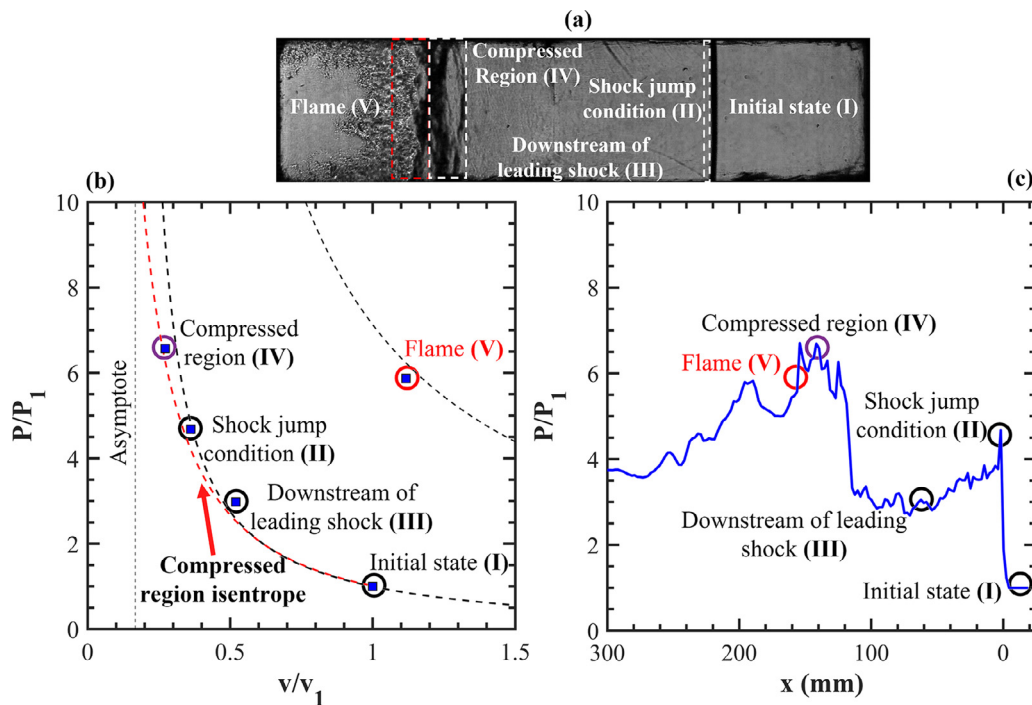 (a)
Flame (V)
Compressed
Region (IV)
Shock jump
condition (II)
Downstream of
leading shock (III)
Initial state (I)
(b)
10
8
6
4
2
0
P/P1
Asymptote
Compressed
region (IV)
Flame (V)
Shock jump
condition (II)
Downstream of
leading shock (III)
Initial state (I)
Compressed
region isentrope
0 0.5 1 1.5
v/v1
(c)
10
8
6
4
2
0
P/P1
Compressed region (IV)
Flame (V)
Shock jump
condition (II)
Downstream of leading
shock (III)
Initial state (I)
300 200 100 0
x (mm)